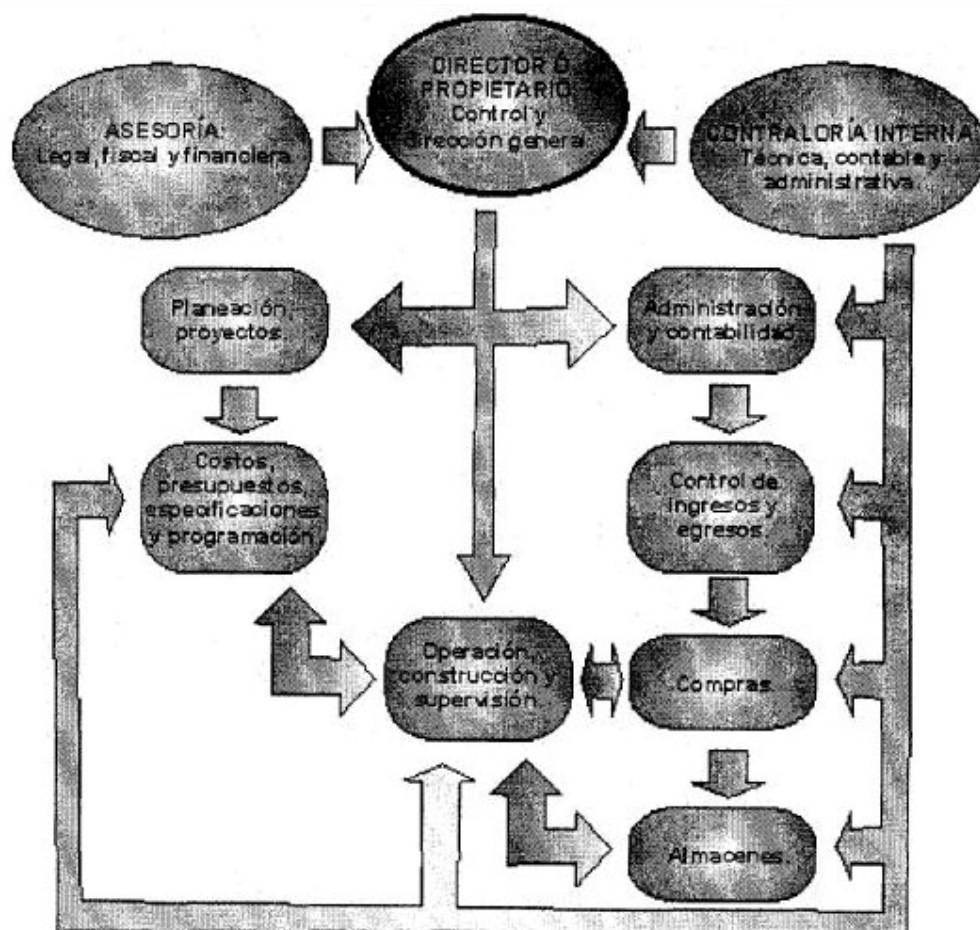 DIRECTOR Ó
PROPIETARIO.
Control y
dirección general.
ASESORÍA:
Legal, fiscal y financiera.
CONTRALORÍA INTERNA:
Técnica, contable y
administrativa.
Planeación,
proyectos.
Administración
y contabilidad.
Costos,
presupuestos,
especificaciones
y programación.
Control de
ingresos y
egresos.
Operación,
construcción y
supervisión.
Compras.
Almacenes.